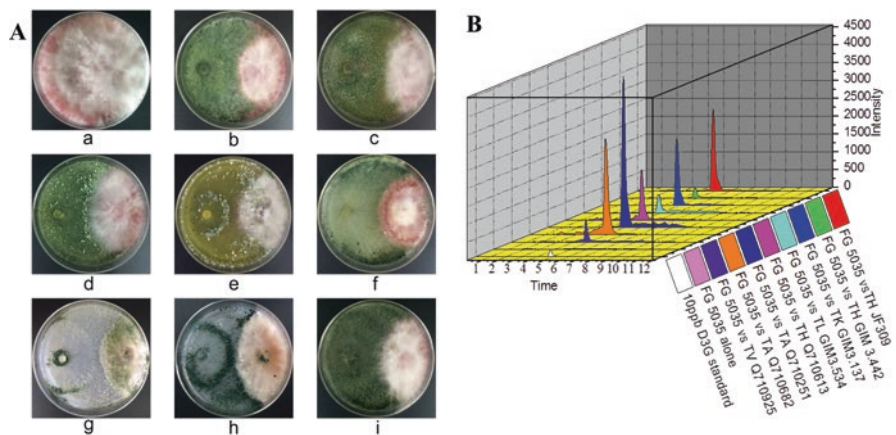 A
a
b
c
d
e
f
g
h
i
B
4500
4000
3500
3000
2500
2000
1500
1000
500
0
Intensity
1 2 3 4 5 6 7 8 9 10 11 12
Time
10ppb D3G standard
FG 5035 alone
FG 5035 vs TV Q710925
FG 5035 vs TA Q710682
FG 5035 vs TA Q710251
FG 5035 vs TH Q710613
FG 5035 vs TL GIM3.534
FG 5035 vs TK GIM3.137
FG 5035 vs TH GIM 3.442
FG 5035 vsTH JF309